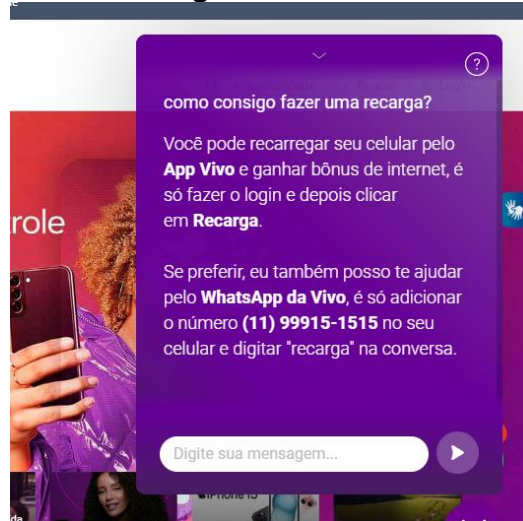 como consigo fazer uma recarga?
Você pode recarregar seu celular pelo
App Vivo e ganhar bônus de internet, é
só fazer o login e depois clicar
em Recarga.
Se preferir, eu também posso te ajudar
pelo WhatsApp da Vivo, é só adicionar
o número (11) 99915-1515 no seu
celular e digitar "recarga" na conversa.
Digite sua mensagem...
?
role
iPhone 15
da